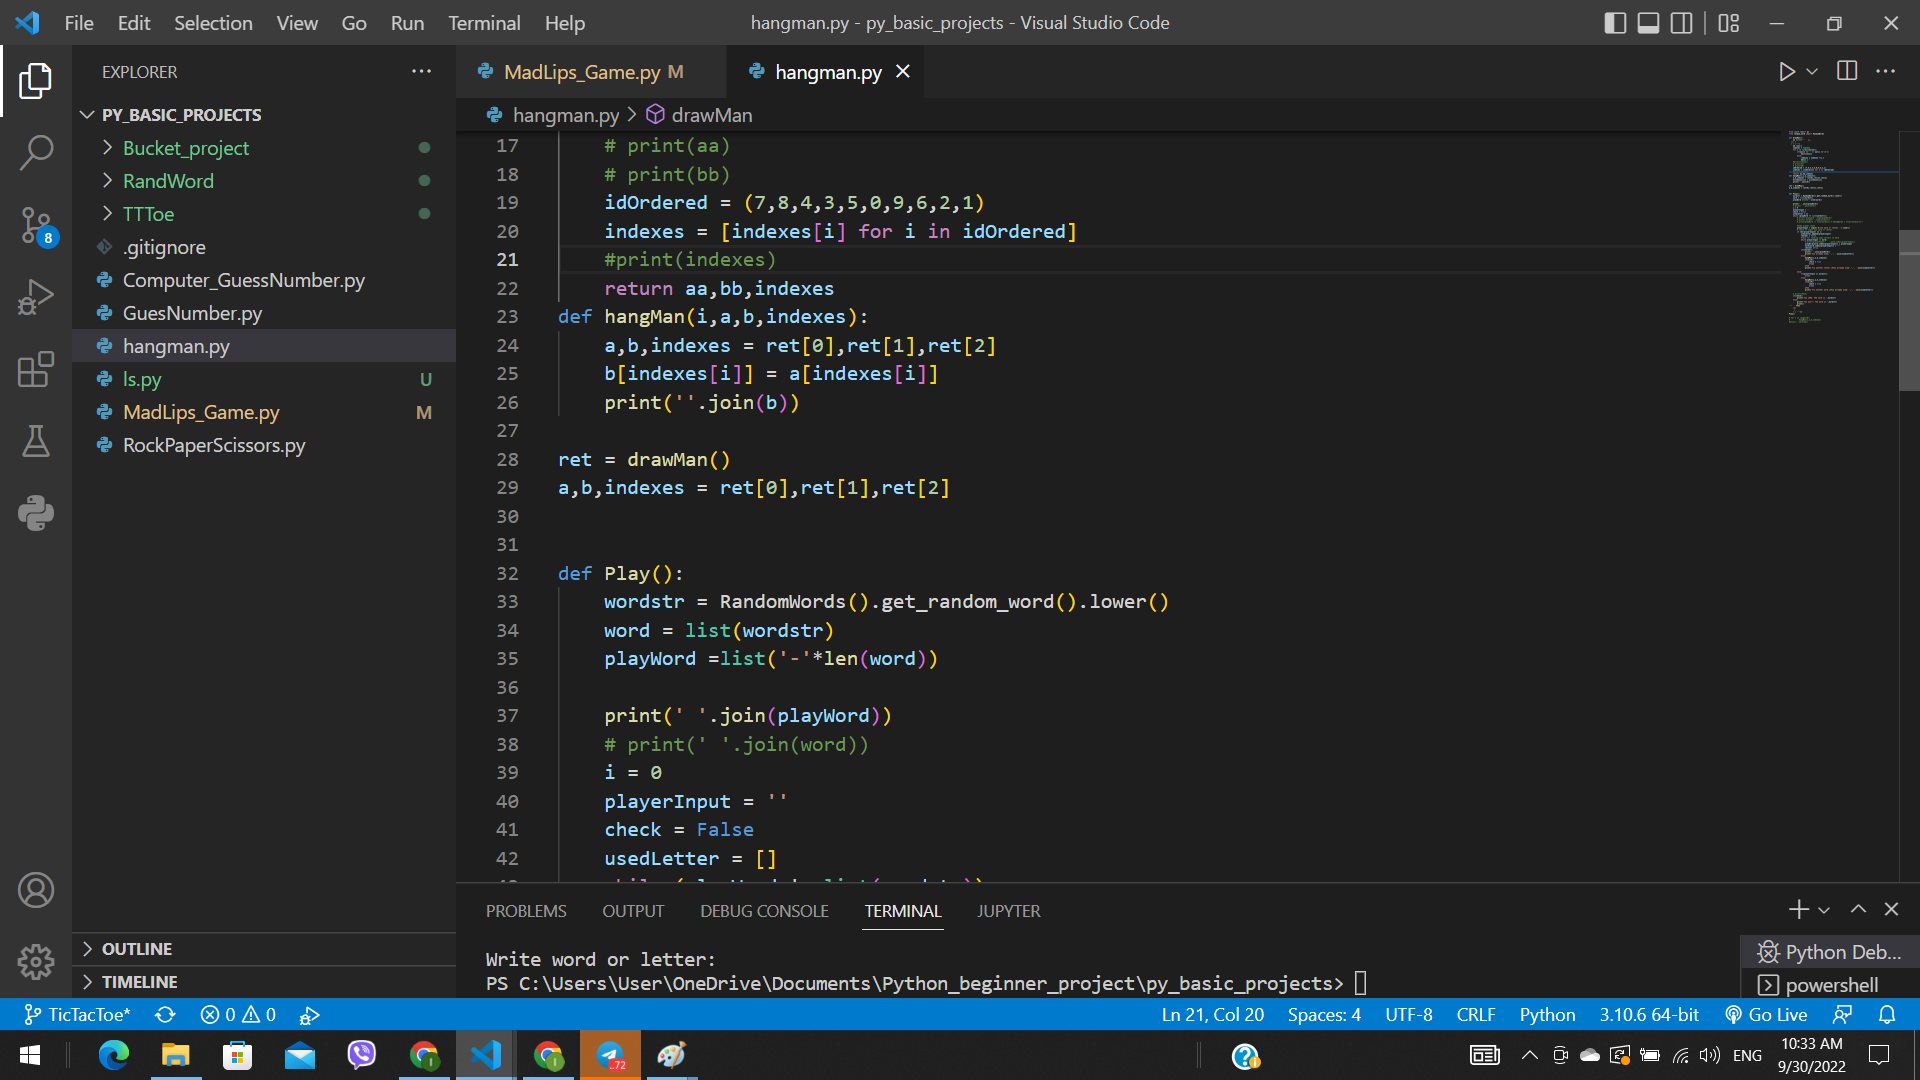 File Edit Selection View Go Run Terminal Help
hangman.py - py_basic_projects - Visual Studio Code
EXPLORER
PY_BASIC_PROJECTS
Bucket_project
RandWord
TTToe
.gitignore
Computer_GuessNumber.py
GuesNumber.py
hangman.py
ls.py U
MadLips_Game.py M
RockPaperScissors.py
OUTLINE
TIMELINE
8
MadLips_Game.py M
hangman.py
hangman.py > drawMan
17 # print(aa)
18 # print(bb)
19 idOrdered = (7,8,4,3,5,0,9,6,2,1)
20 indexes = [indexes[i] for i in idOrdered]
21 #print(indexes)
22 return aa,bb,indexes
23 def hangMan(i,a,b,indexes):
24 a,b,indexes = ret[0],ret[1],ret[2]
25 b[indexes[i]] = a[indexes[i]]
26 print(''.join(b))
27
28 ret = drawMan()
29 a,b,indexes = ret[0],ret[1],ret[2]
30
31
32 def Play():
33 wordstr = RandomWords().get_random_word().lower()
34 word = list(wordstr)
35 playWord =list('-'*len(word))
36
37 print(' '.join(playWord))
38 # print(' '.join(word))
39 i = 0
40 playerInput = ''
41 check = False
42 usedLetter = []
PROBLEMS OUTPUT DEBUG CONSOLE TERMINAL JUPYTER
Write word or letter:
PS C:\Users\User\OneDrive\Documents\Python_beginner_project\py_basic_projects>
Python Deb...
powershell
TicTacToe* 0 0
Ln 21, Col 20 Spaces: 4 UTF-8 CRLF Python 3.10.6 64-bit Go Live
..72
ENG
10:33 AM
9/30/2022